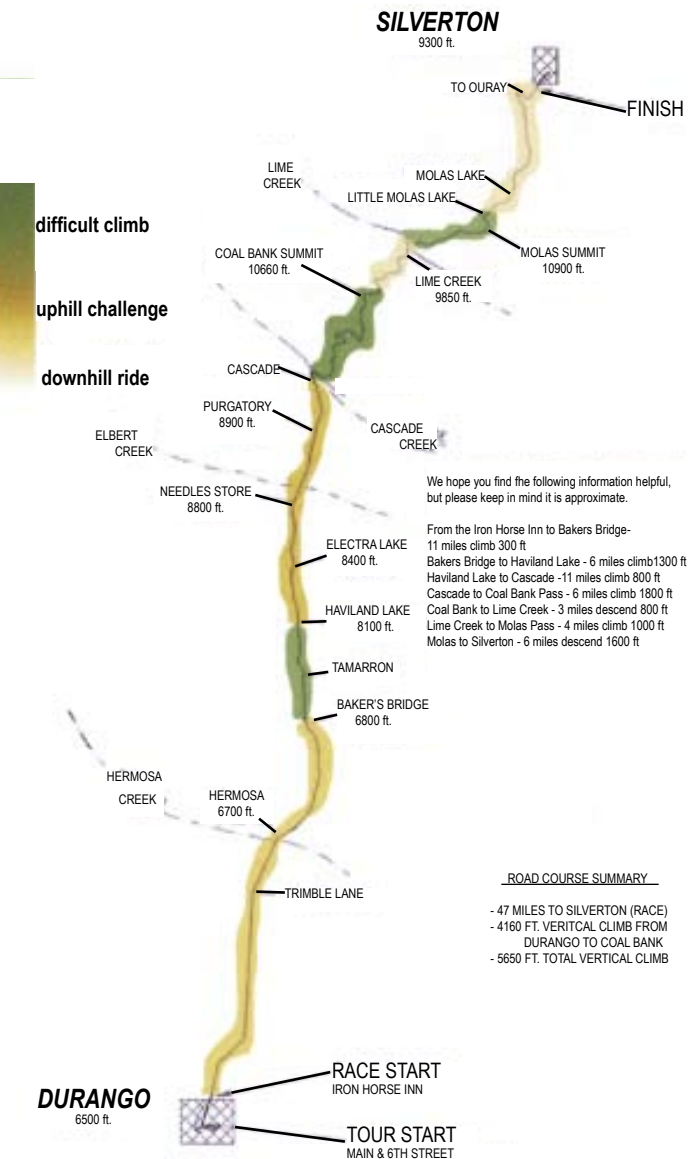 SILVERTON
9300 ft.
TO OURAY
FINISH
LIME
CREEK
MOLAS LAKE
LITTLE MOLAS LAKE
difficult climb
COAL BANK SUMMIT
10660 ft.
MOLAS SUMMIT
10900 ft.
LIME CREEK
9850 ft.
uphill challenge
downhill ride
CASCADE
PURGATORY
8900 ft.
CASCADE
CREEK
ELBERT
CREEK
NEEDLES STORE
8800 ft.
We hope you find fhe following information helpful,
but please keep in mind it is approximate.
From the Iron Horse Inn to Bakers Bridge-
11 miles climb 300 ft
Bakers Bridge to Haviland Lake - 6 miles climb1300 ft
Haviland Lake to Cascade -11 miles climb 800 ft
Cascade to Coal Bank Pass - 6 miles climb 1800 ft
Coal Bank to Lime Creek - 3 miles descend 800 ft
Lime Creek to Molas Pass - 4 miles climb 1000 ft
Molas to Silverton - 6 miles descend 1600 ft
ELECTRA LAKE
8400 ft.
HAVILAND LAKE
8100 ft.
TAMARRON
BAKER'S BRIDGE
6800 ft.
HERMOSA
CREEK
HERMOSA
6700 ft.
TRIMBLE LANE
ROAD COURSE SUMMARY
- 47 MILES TO SILVERTON (RACE)
- 4160 FT. VERITCAL CLIMB FROM
DURANGO TO COAL BANK
- 5650 FT. TOTAL VERTICAL CLIMB
RACE START
IRON HORSE INN
DURANGO
6500 ft.
TOUR START
MAIN & 6TH STREET